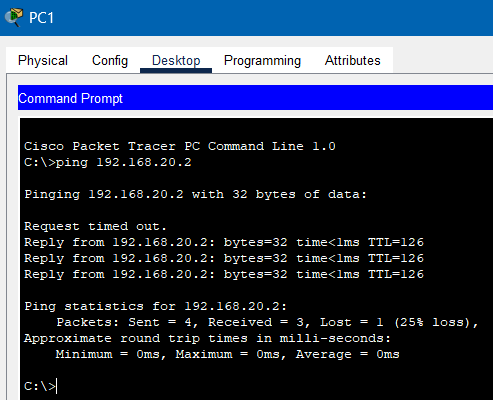 PC1
Physical Config Desktop Programming Attributes
Command Prompt
Cisco Packet Tracer PC Command Line 1.0
C:\>ping 192.168.20.2
Pinging 192.168.20.2 with 32 bytes of data:
Request timed out.
Reply from 192.168.20.2: bytes=32 time<1ms TTL=126
Reply from 192.168.20.2: bytes=32 time<1ms TTL=126
Reply from 192.168.20.2: bytes=32 time<1ms TTL=126
Ping statistics for 192.168.20.2:
Packets: Sent = 4, Received = 3, Lost = 1 (25% loss),
Approximate round trip times in milli-seconds:
Minimum = 0ms, Maximum = 0ms, Average = 0ms
C:\>